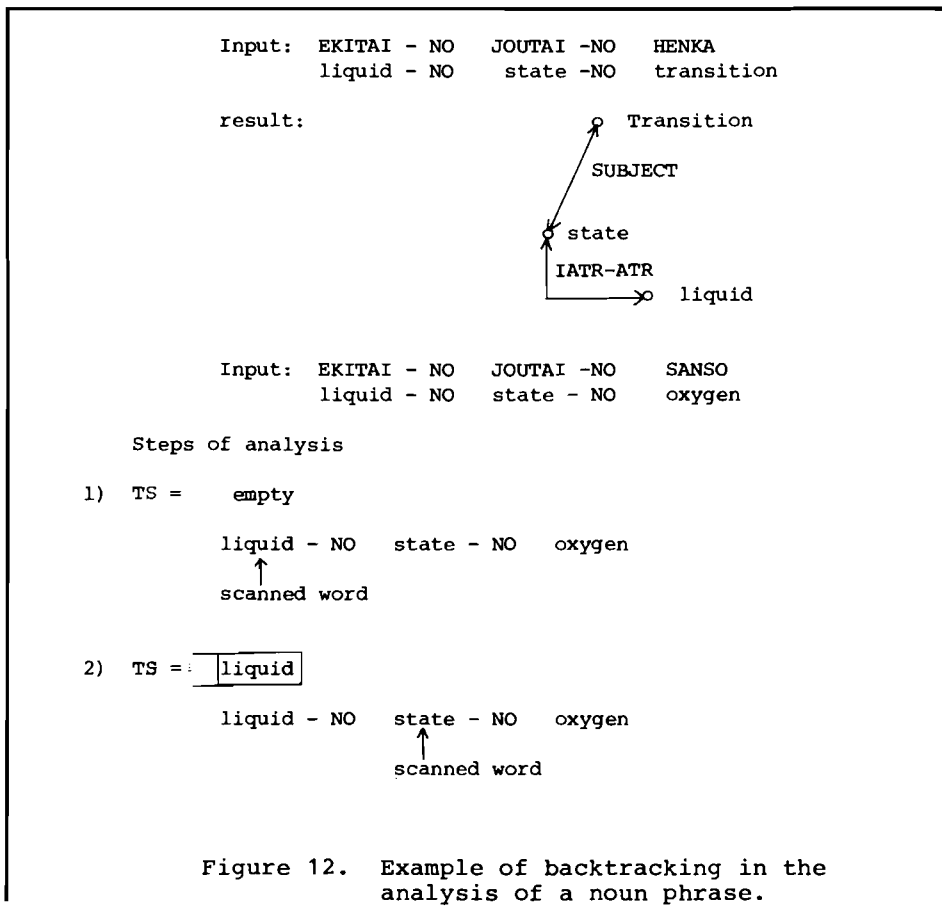 Input: EKITAI - NO JOUTAI -NO HENKA
liquid - NO state -NO transition
result: Transition
SUBJECT
state
IATR-ATR
liquid
Input: EKITAI - NO JOUTAI -NO SANSO
liquid - NO state - NO oxygen
Steps of analysis
1) TS = empty
liquid - NO state - NO oxygen
scanned word
2) TS = liquid
liquid - NO state - NO oxygen
scanned word
Figure 12. Example of backtracking in the
analysis of a noun phrase.